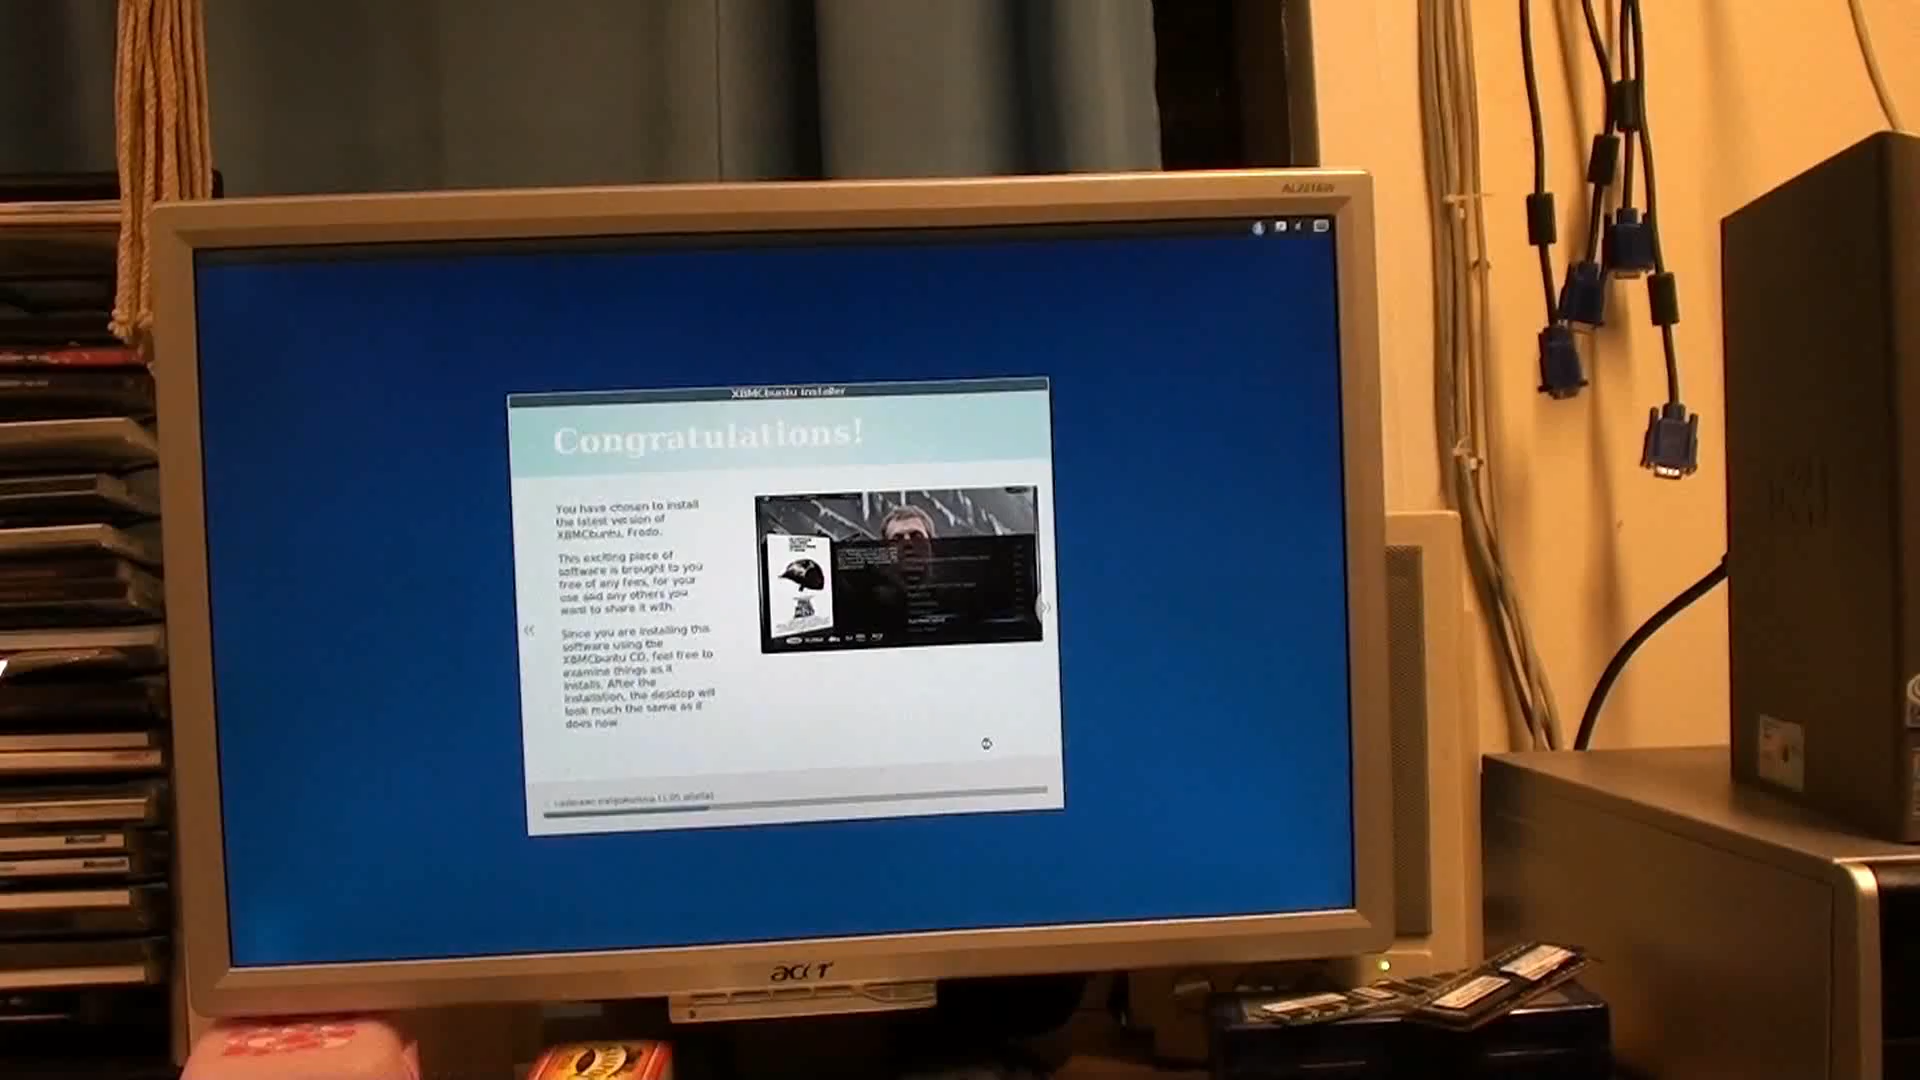 AL2216W
XBMCbuntu Installer
Congratulations!
You have chosen to install
the latest version of
XBMCbuntu, Frodo.
This exciting piece of
software is brought to you
free of any fees, for your
use and any others you
want to share it with.
Since you are installing this
software using the
XBMCbuntu CD, feel free to
examine things as it
installs. After the
installation, the desktop will
look much the same as it
does now
acer
Microsoft
Microsoft